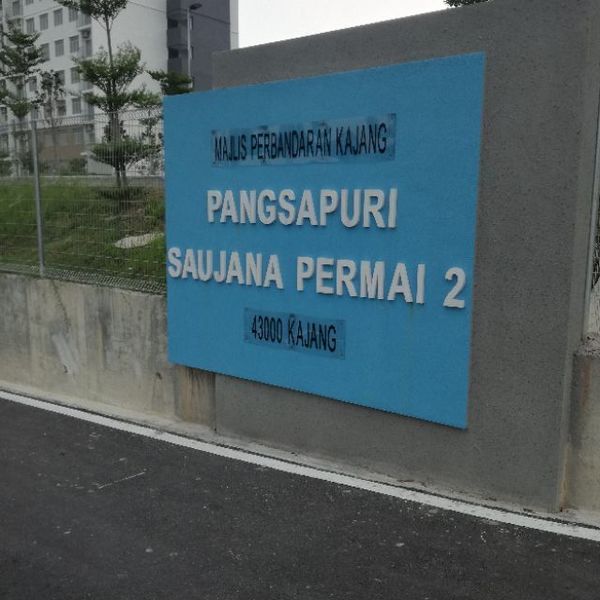 MAJLIS PERBANDARAN KAJANG
PANGSAPURI
SAUJANA PERMAI 2
43000 KAJANG